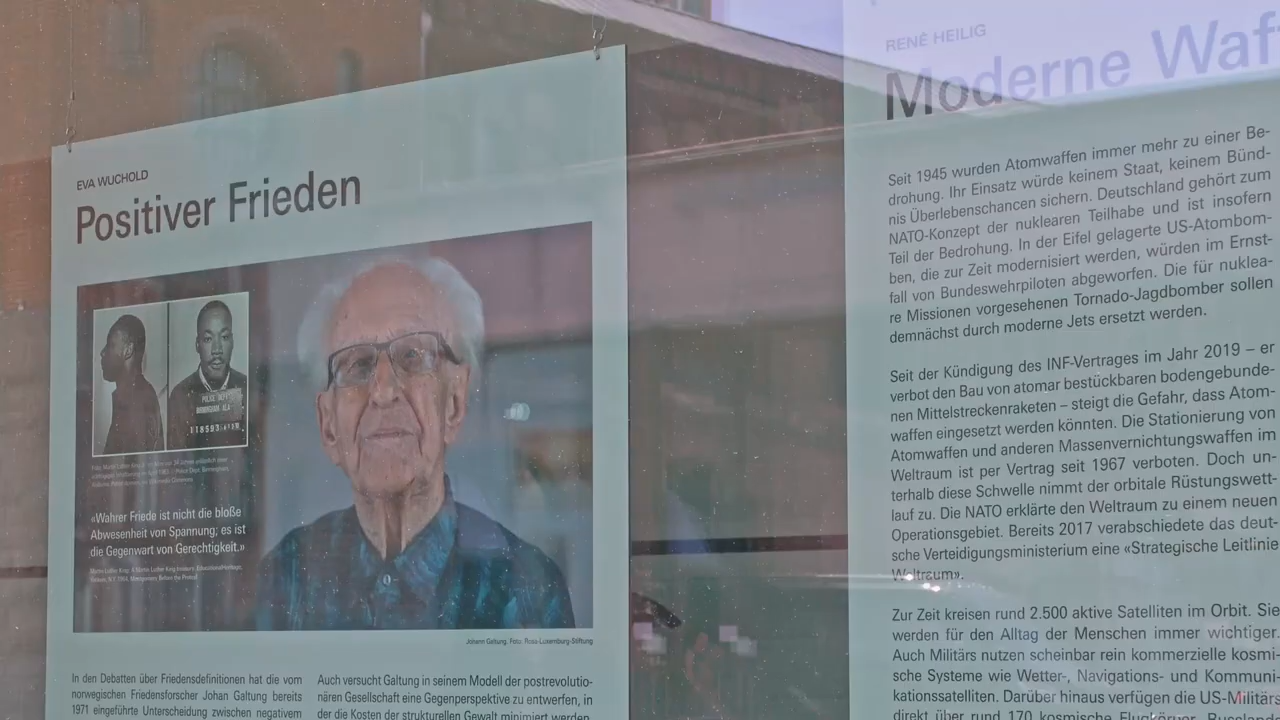 EVA WUCHOLD
Positiver Frieden
POLICE DEPT
BIRMINGHAM ALA
«Wahrer Friede ist nicht die bloße
Abwesenheit von Spannung; es ist
die Gegenwart von Gerechtigkeit.»
Johann Galtung. Foto: Rosa-Luxemburg-Stiftung
In den Debatten über Friedensdefinitionen hat die vom
norwegischen Friedensforscher Johan Galtung bereits
1971 eingeführte Unterscheidung zwischen negativem
Auch versucht Galtung in seinem Modell der postrevolutio-
nären Gesellschaft eine Gegenperspektive zu entwerfen, in
der die Kosten der strukturellen Gewalt minimiert werden
RENÈ HEILIG
Moderne Waf
Seit 1945 wurden Atomwaffen immer mehr zu einer Be-
drohung. Ihr Einsatz würde keinem Staat, keinem Bünd-
nis Überlebenschancen sichern. Deutschland gehört zum
NATO-Konzept der nuklearen Teilhabe und ist insofern
Teil der Bedrohung. In der Eifel gelagerte US-Atombom-
ben, die zur Zeit modernisiert werden, würden im Ernst-
fall von Bundeswehrpiloten abgeworfen. Die für nuklea-
re Missionen vorgesehenen Tornado-Jagdbomber sollen
demnächst durch moderne Jets ersetzt werden.
Seit der Kündigung des INF-Vertrages im Jahr 2019 – er
verbot den Bau von atomar bestückbaren bodengebunde-
nen Mittelstreckenraketen – steigt die Gefahr, dass Atom-
waffen eingesetzt werden könnten. Die Stationierung von
Atomwaffen und anderen Massenvernichtungswaffen im
Weltraum ist per Vertrag seit 1967 verboten. Doch un-
terhalb diese Schwelle nimmt der orbitale Rüstungswett-
lauf zu. Die NATO erklärte den Weltraum zu einem neuen
Operationsgebiet. Bereits 2017 verabschiedete das deut-
sche Verteidigungsministerium eine «Strategische Leitlinie
Weltraum».
Zur Zeit kreisen rund 2.500 aktive Satelliten im Orbit. Sie
werden für den Alltag der Menschen immer wichtiger.
Auch Militärs nutzen scheinbar rein kommerzielle kosmi-
sche Systeme wie Wetter-, Navigations- und Kommuni-
kationssatelliten. Darüber hinaus verfügen die US-Militärs
direkt über rund 170 kosmische Flugkörper. Russland